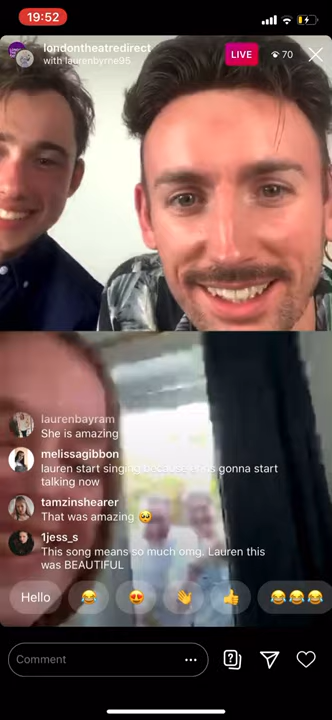 19:52
londontheatredirect
with laurenbyrne95
LIVE
70
laurenbayram
She is amazing
melissagibbon
lauren start singing because
gonna start
talking now
tamzinshearer
That was amazing 🥺
1jess_s
This song means so much omg. Lauren this
was BEAUTIFUL
Hello 😂 😍 👋 👍 😂😂😂
Comment